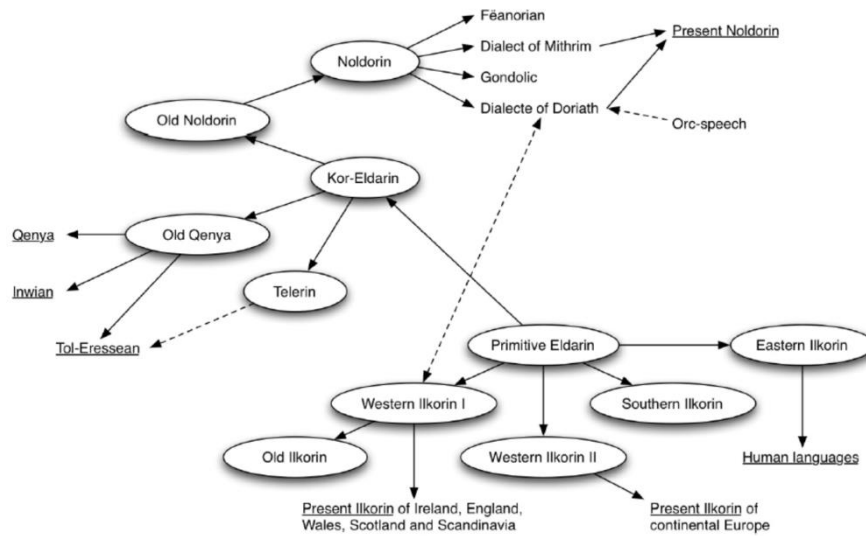 Fëanorian
Noldorin
Dialect of Mithrim
Present Noldorin
Gondolic
Old Noldorin
Dialecte of Doriath
Orc-speech
Kor-Eldarin
Qenya
Old Qenya
Inwian
Telerin
Tol-Eressean
Primitive Eldarin
Eastern Ilkorin
Western Ilkorin I
Southern Ilkorin
Old Ilkorin
Western Ilkorin II
Human languages
Present Ilkorin of Ireland, England,
Wales, Scotland and Scandinavia
Present Ilkorin of
continental Europe